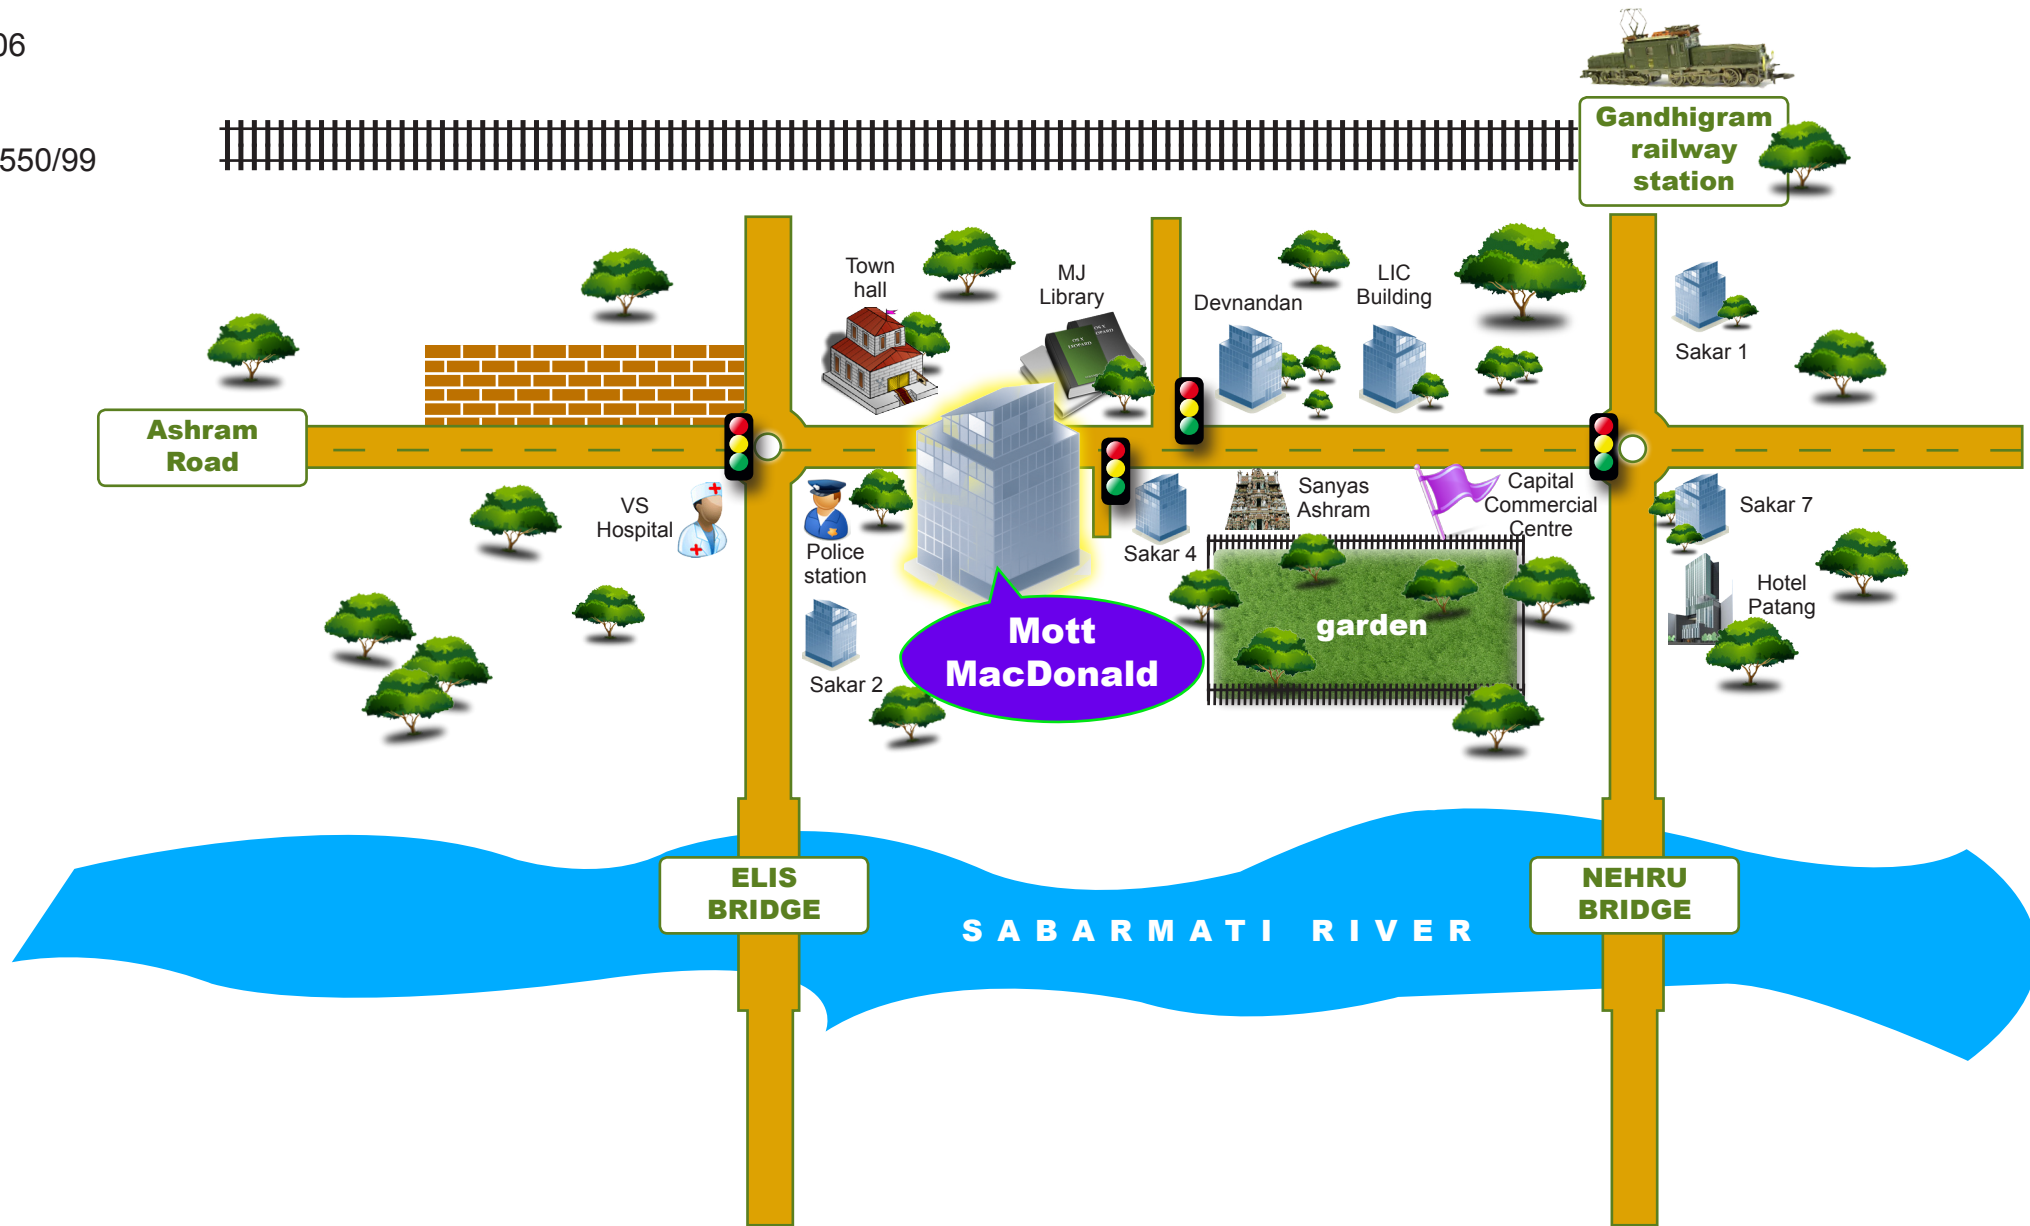 06
550/99
Gandhigram
railway
station
Town
hall
MJ
Library
Devnandan
LIC
Building
Sakar 1
Ashram
Road
VS
Hospital
Police
station
Sakar 2
Mott
MacDonald
Sakar 4
Sanyas
Ashram
Capital
Commercial
Centre
garden
Sakar 7
Hotel
Patang
ELIS
BRIDGE
NEHRU
BRIDGE
SABARMATI RIVER